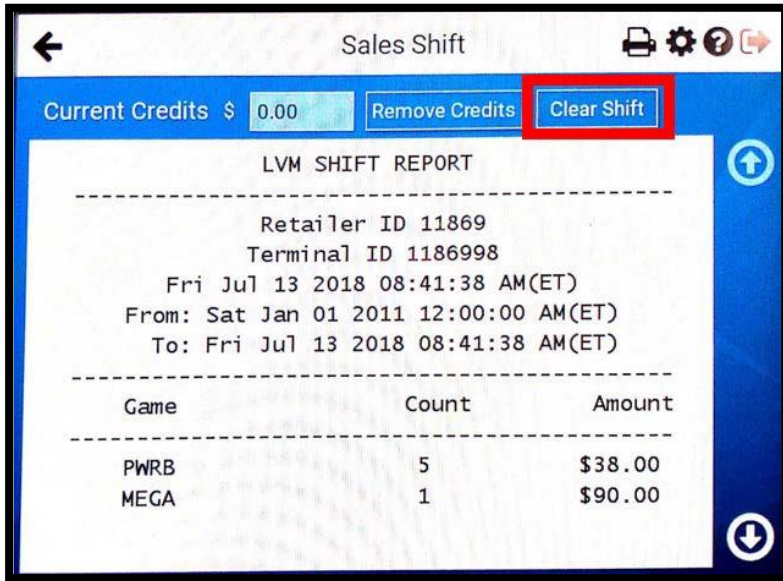 Sales Shift
Current Credits $ 0.00 Remove Credits Clear Shift
LVM SHIFT REPORT
Retailer ID 11869
Terminal ID 1186998
Fri Jul 13 2018 08:41:38 AM(ET)
From: Sat Jan 01 2011 12:00:00 AM(ET)
To: Fri Jul 13 2018 08:41:38 AM(ET)
Game Count Amount
PWRB 5 $38.00
MEGA 1 $90.00